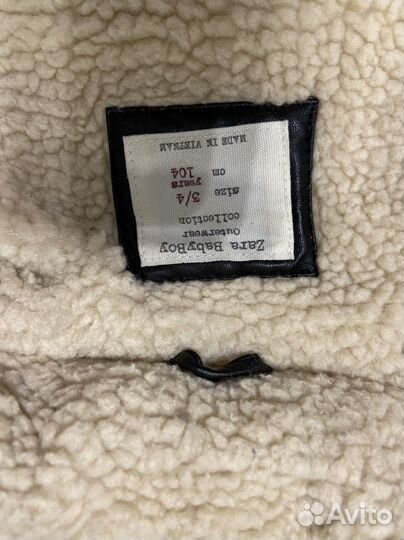 Zara BabyBoy
Outerwear
collection
size 3/4 years
cm 104
MADE IN VIETNAM
Avito